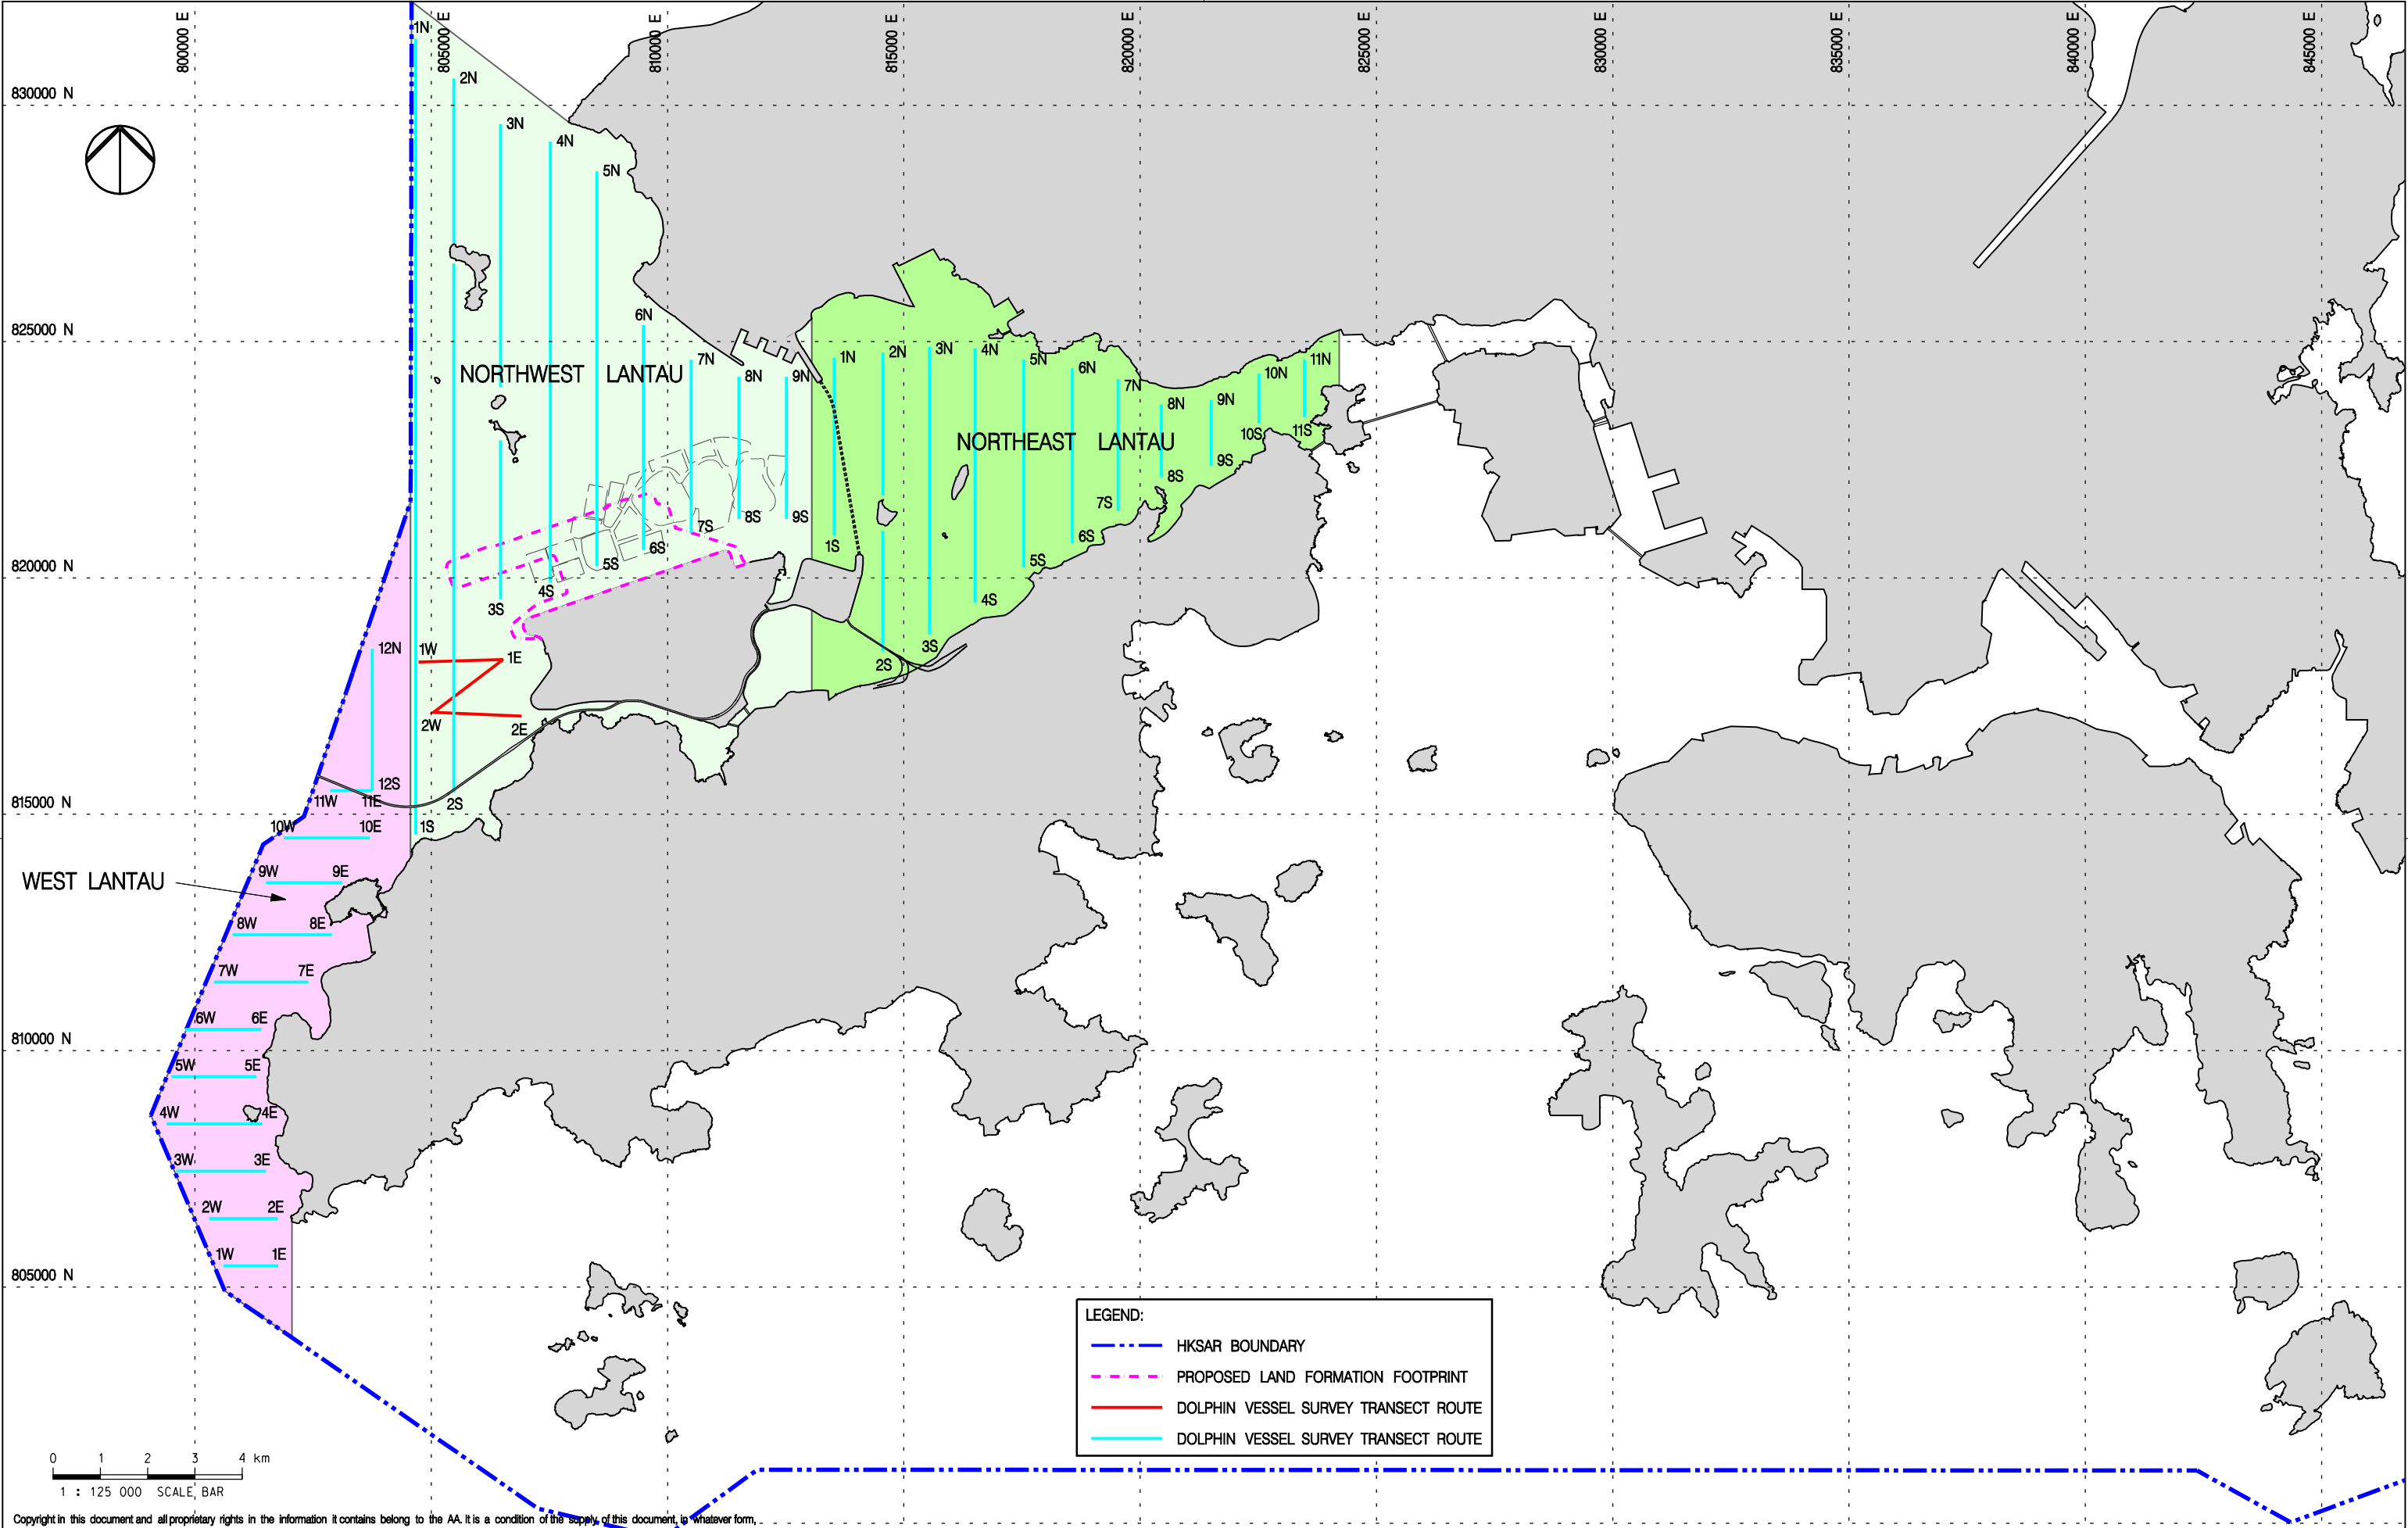 800000 E
805000 E
810000 E
815000 E
820000 E
825000 E
830000 E
835000 E
840000 E
845000 E
1N
2N
830000 N
3N
4N
5N
6N
825000 N
7N
8N
9N
1N
2N
3N
4N
5N
6N
7N
8N
9N
10N
11N
NORTHWEST LANTAU
NORTHEAST LANTAU
10S
11S
9S
8S
7S
7S
8S
9S
6S
1S
6S
5S
5S
820000 N
4S
3S
4S
3S
2S
12N
1W
1E
2W
2E
12S
11W
11E
2S
815000 N
10W
10E
1S
WEST LANTAU
9W
9E
8W
8E
7W
7E
6W
6E
810000 N
5W
5E
4W
4E
3W
3E
2W
2E
1W
1E
805000 N
LEGEND:
HKSAR BOUNDARY
PROPOSED LAND FORMATION FOOTPRINT
DOLPHIN VESSEL SURVEY TRANSECT ROUTE
DOLPHIN VESSEL SURVEY TRANSECT ROUTE
0 1 2 3 4 km
1 : 125 000 SCALE BAR
Copyright in this document and all proprietary rights in the information it contains belong to the AA. It is a condition of the supply of this document, in whatever form,